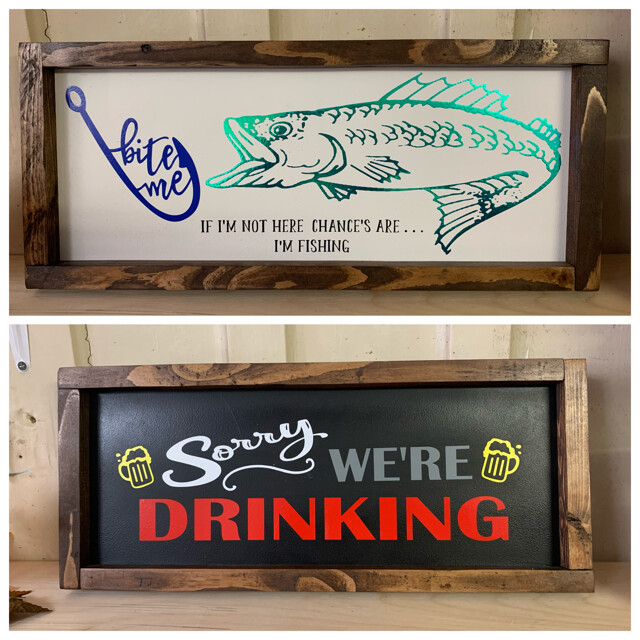 bite
me
IF I'M NOT HERE CHANCE'S ARE...
I'M FISHING
Sorry WE'RE
DRINKING